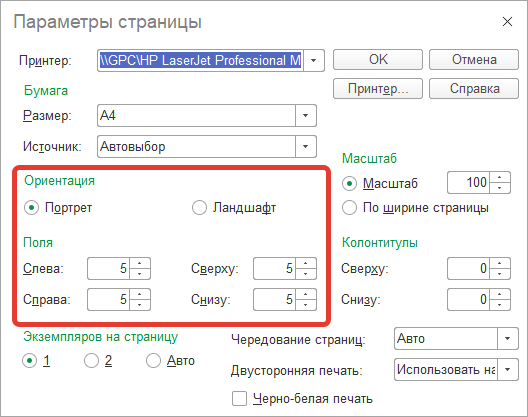 Параметры страницы
Принтер: \\GPC\HP LaserJet Professional M OK Отмена
Бумага Принтер... Справка
Размер: A4
Источник: Автовыбор
Масштаб
Ориентация Масштаб 100
Портрет Ландшафт По ширине страницы
Поля Колонтитулы
Слева: 5 Сверху: 5 Сверху: 0
Справа: 5 Снизу: 5 Снизу: 0
Экземпляров на страницу Чередование страниц: Авто
1 2 Авто Двусторонняя печать: Использовать на
Черно-белая печать